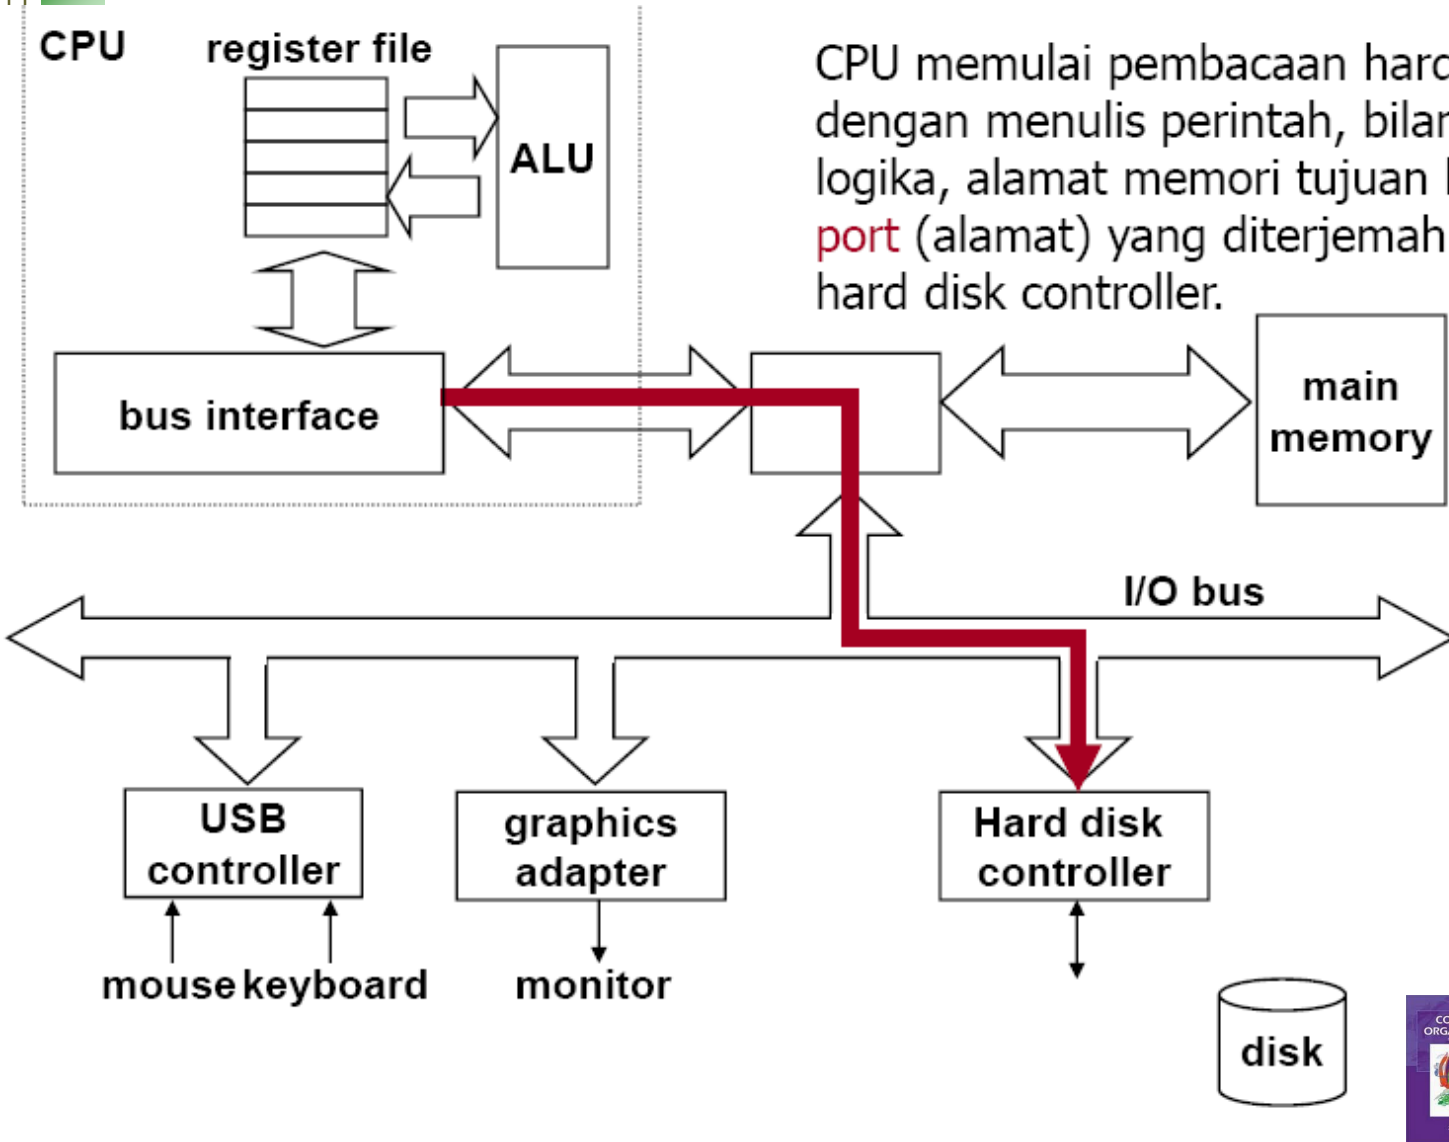 CPU
register file
ALU
CPU memulai pembacaan hard
dengan menulis perintah, bilan
logika, alamat memori tujuan
port (alamat) yang diterjemah
hard disk controller.
bus interface
main
memory
I/O bus
USB
controller
graphics
adapter
Hard disk
controller
mouse keyboard
monitor
disk